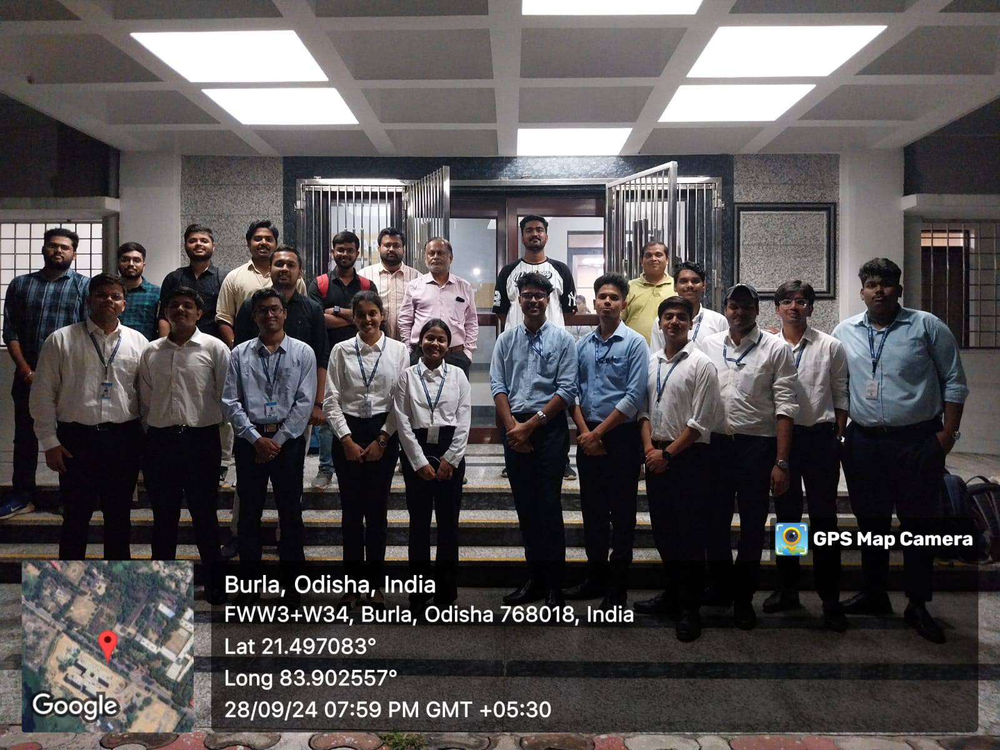 GPS Map Camera
Burla, Odisha, India
FWW3+W34, Burla, Odisha 768018, India
Lat 21.497083°
Long 83.902557°
28/09/24 07:59 PM GMT +05:30
Google